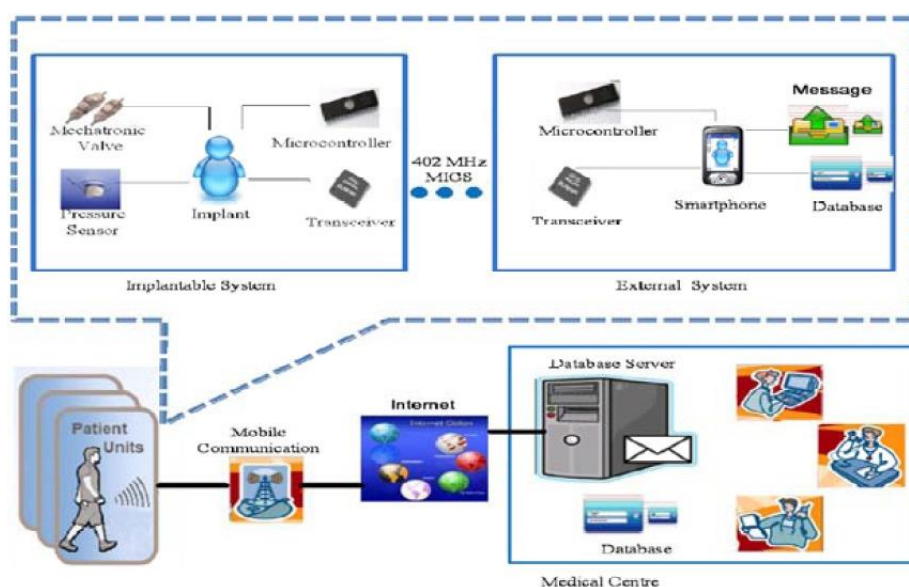 Mechatronic
Valve
Microcontroller
Pressure
Sensor
Implant
Transceiver
Implantable System
402 MHz
MICS
Microcontroller
Message
Transceiver
Smartphone
Database
External System
Patient
Units
Mobile
Communication
Internet
Database Server
Database
Medical Centre